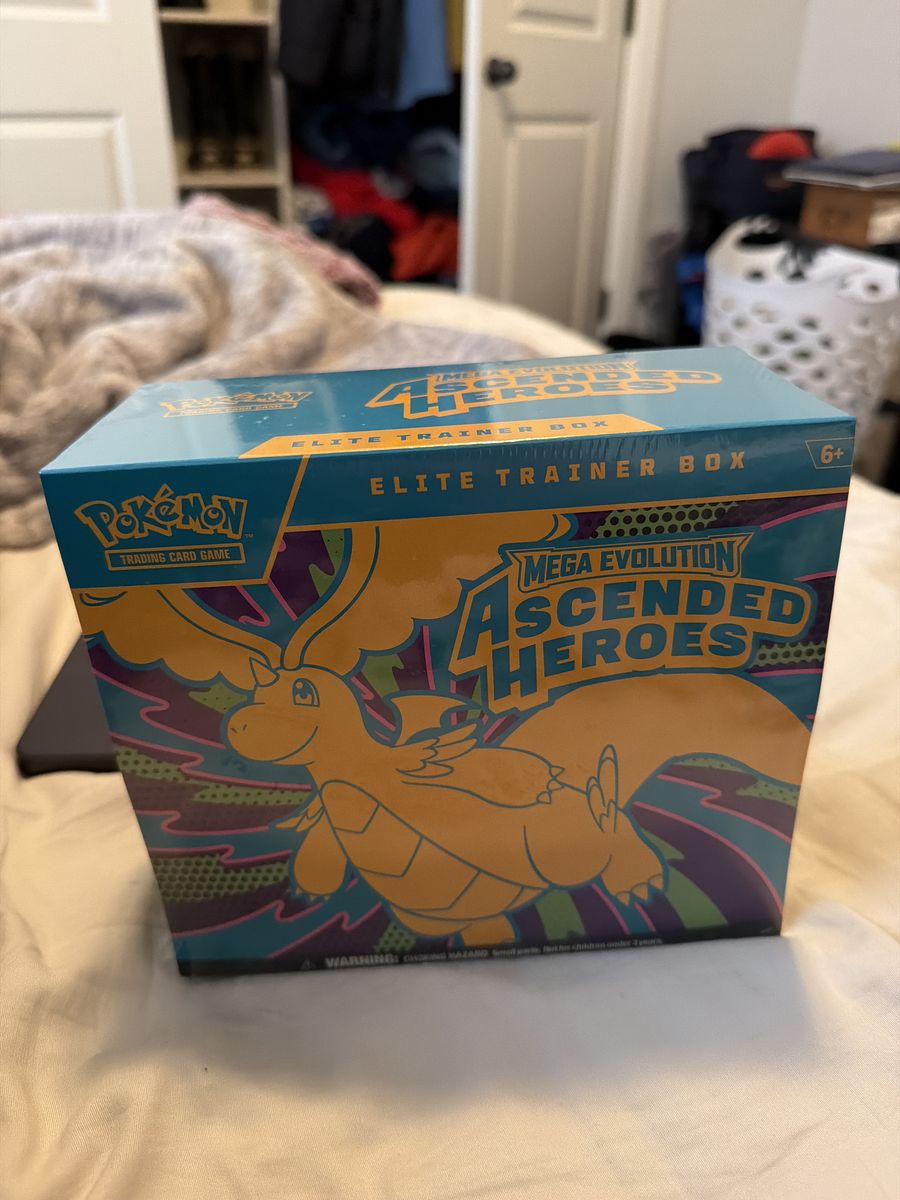 Pokémon
TRADING CARD GAME
MEGA EVOLUTION
ASCENDED
HEROES
ELITE TRAINER BOX
ELITE TRAINER BOX
6+
Pokémon™
TRADING CARD GAME
MEGA EVOLUTION
ASCENDED
HEROES
⚠ WARNING: CHOKING HAZARD. Small parts. Not for children under 3 years.